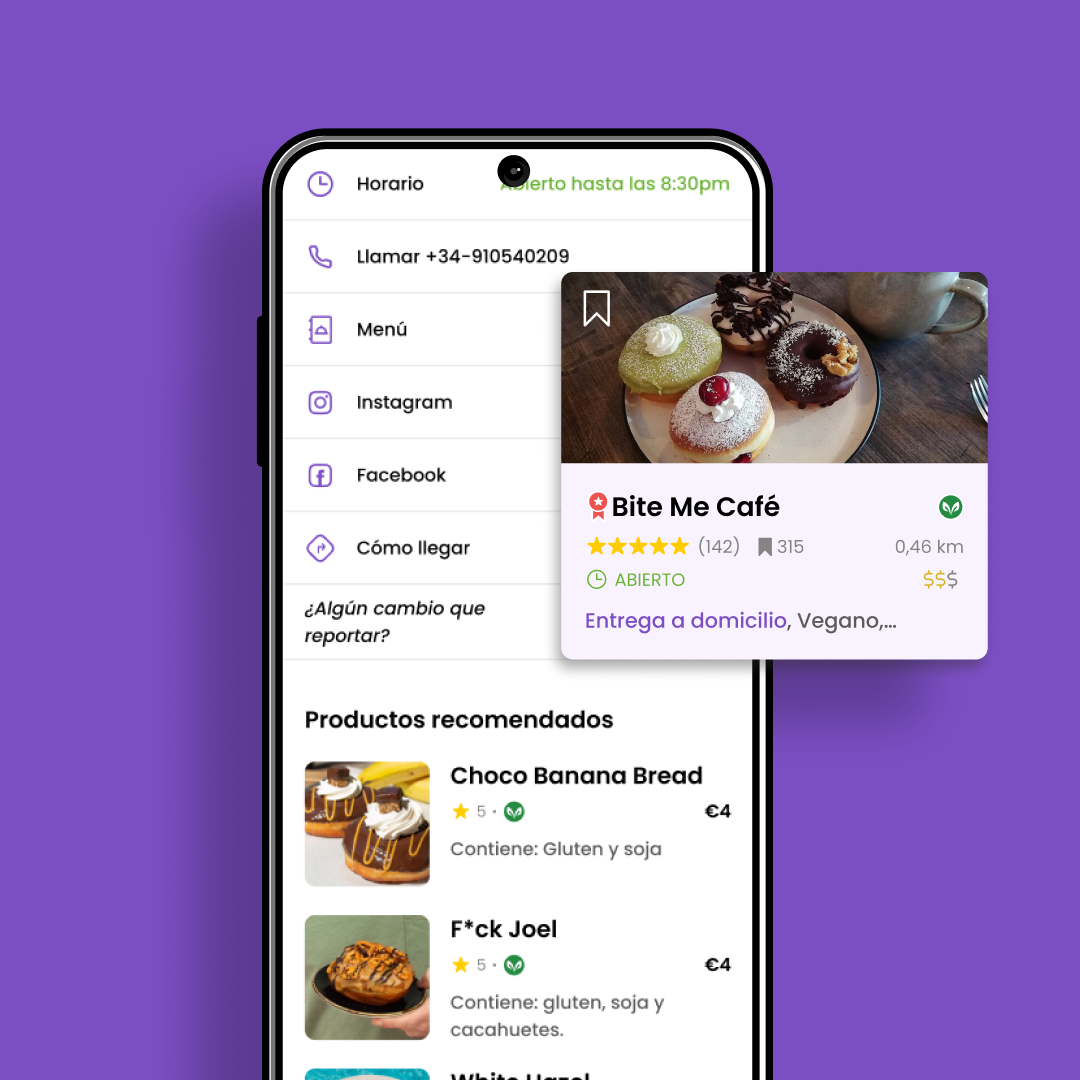 Horario
erto hasta las 8:30pm
Llamar +34-910540209
Menú
Instagram
Facebook
Cómo llegar
¿Algún cambio que
reportar?
Bite Me Café
(142) 315 0,46 km
ABIERTO $$$
Entrega a domicilio, Vegano,...
Productos recomendados
Choco Banana Bread
5 • €4
Contiene: Gluten y soja
F*ck Joel
5 • €4
Contiene: gluten, soja y
cacahuetes.